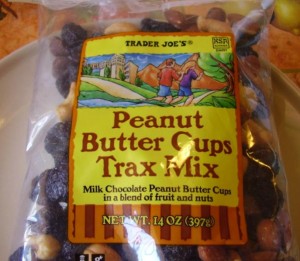 TRADER JOE'S®
Peanut
Butter Cups
Trax Mix
Milk Chocolate Peanut Butter Cups
in a blend of fruit and nuts
NET WT. 14 OZ (397g)